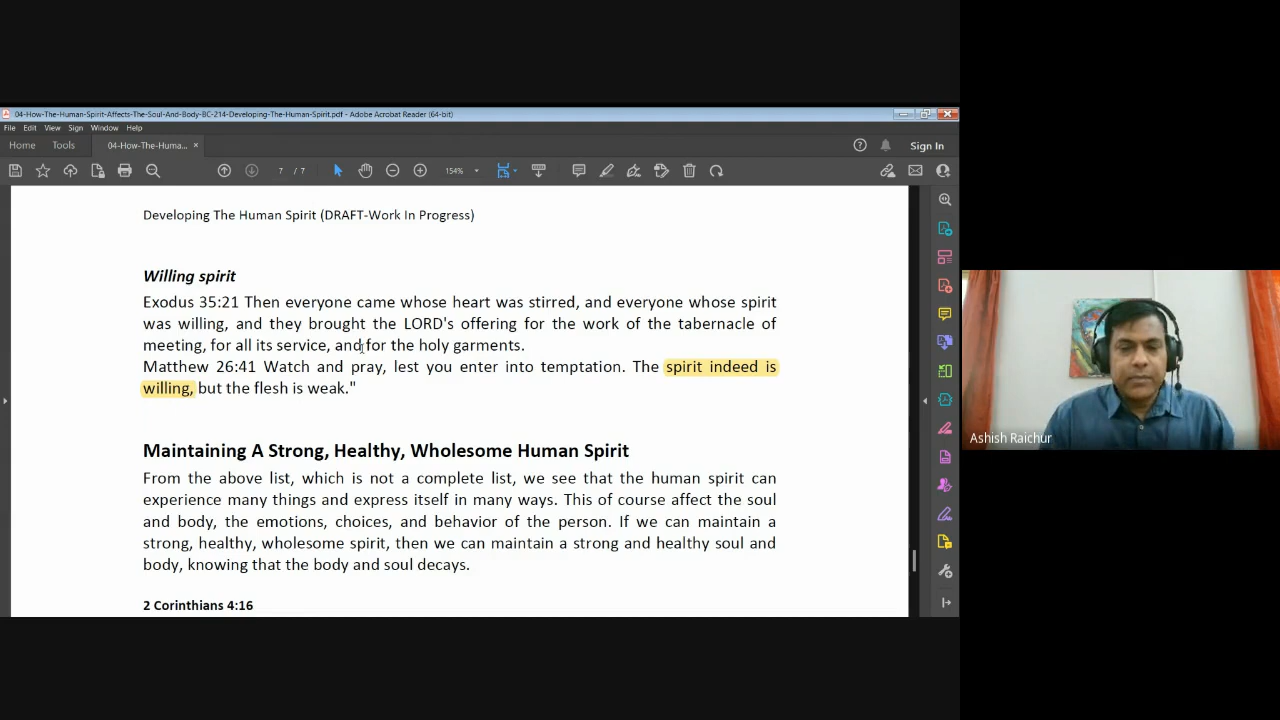 04-How-The-Human-Spirit-Affects-The-Soul-And-Body-BC-214-Developing-The-Human-Spirit.pdf - Adobe Acrobat Reader (64-bit)
File Edit View Sign Window Help
Home Tools 04-How-The-Huma... × Sign In
7 / 7 154%
Developing The Human Spirit (DRAFT-Work In Progress)
Willing spirit
Exodus 35:21 Then everyone came whose heart was stirred, and everyone whose spirit
was willing, and they brought the LORD's offering for the work of the tabernacle of
meeting, for all its service, and for the holy garments.
Matthew 26:41 Watch and pray, lest you enter into temptation. The spirit indeed is
willing, but the flesh is weak."
Maintaining A Strong, Healthy, Wholesome Human Spirit
From the above list, which is not a complete list, we see that the human spirit can
experience many things and express itself in many ways. This of course affect the soul
and body, the emotions, choices, and behavior of the person. If we can maintain a
strong, healthy, wholesome spirit, then we can maintain a strong and healthy soul and
body, knowing that the body and soul decays.
2 Corinthians 4:16
Ashish Raichur